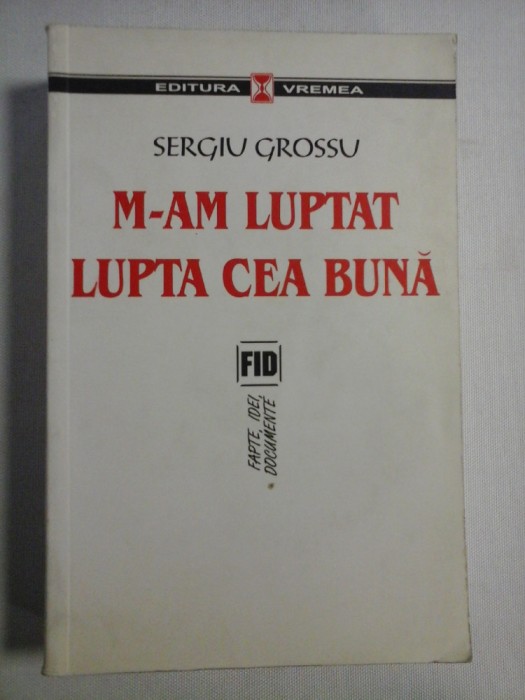 EDITURA VREMEA
SERGIU GROSSU
M-AM LUPTAT
LUPTA CEA BUNĂ
FID
FAPTE, IDEI,
DOCUMENTE